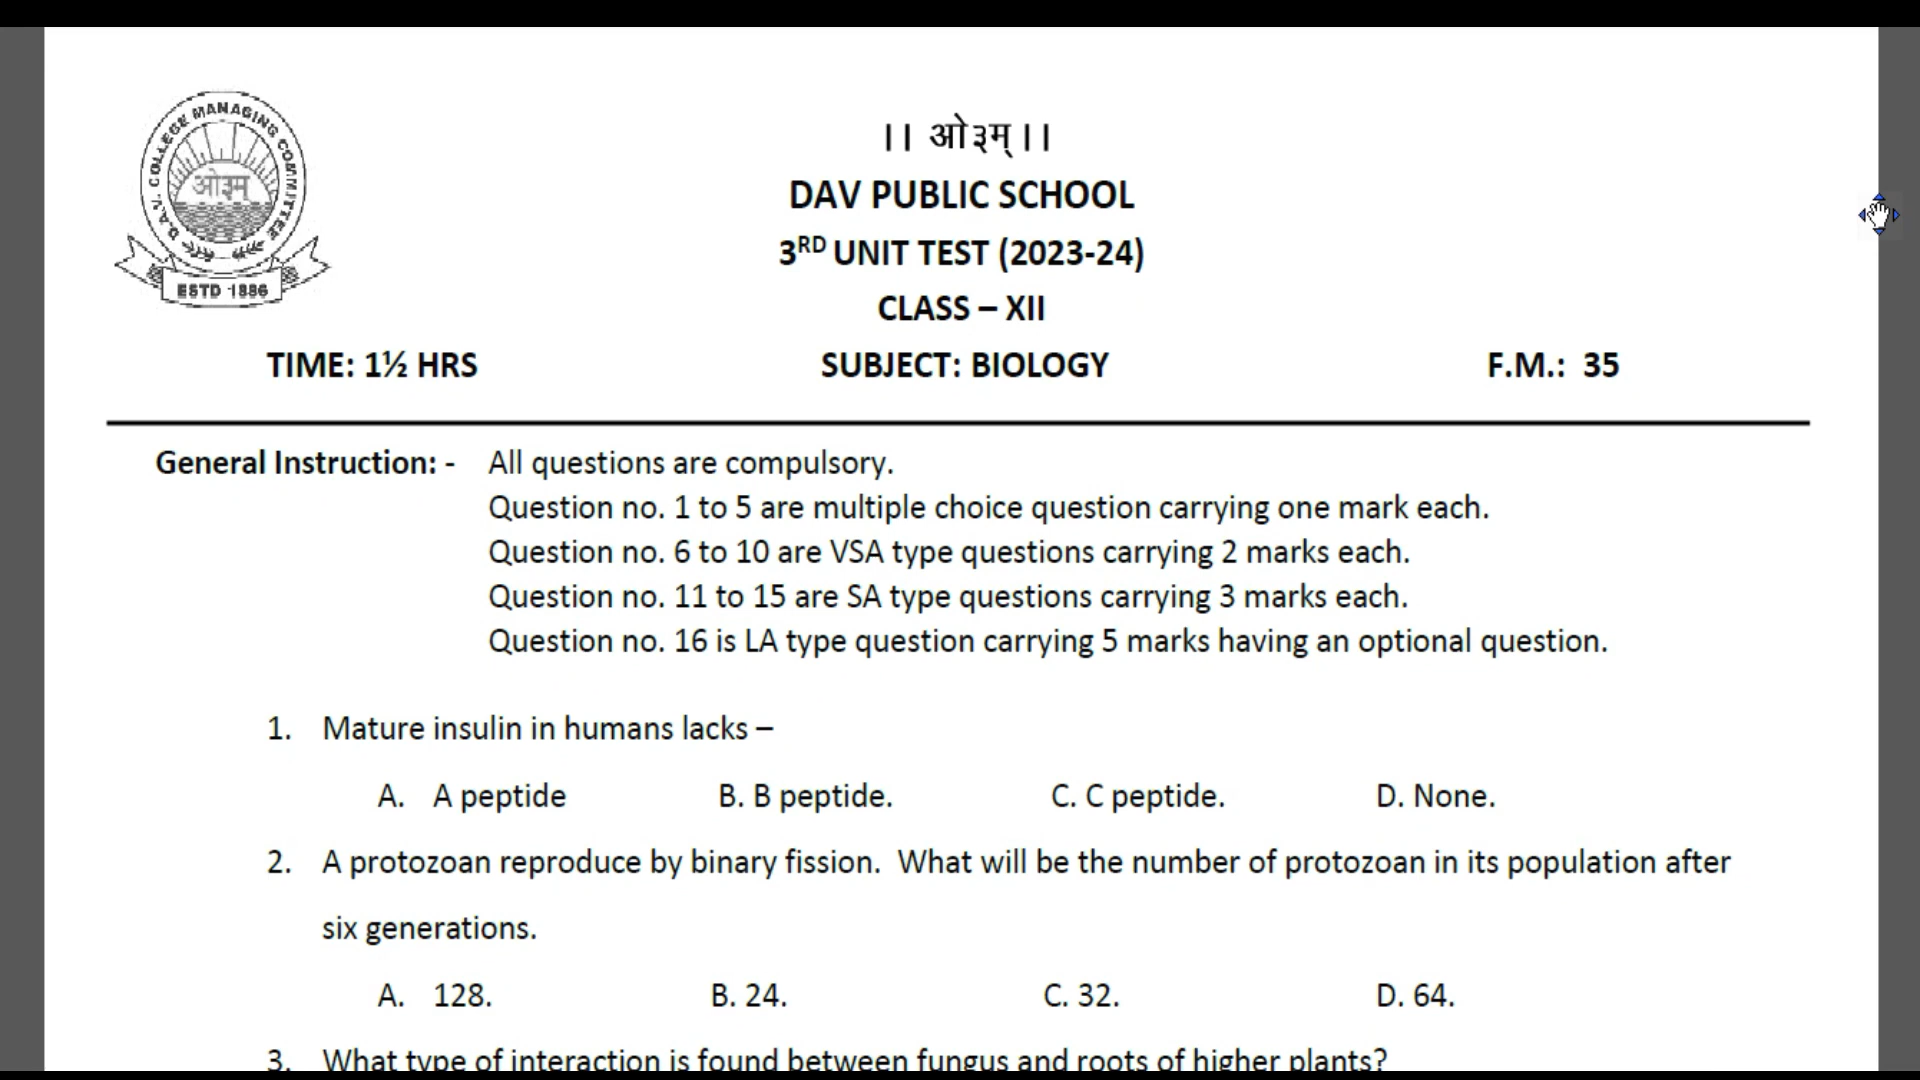 D.A.V. COLLEGE MANAGING COMMITTEE
ओ३म्
ESTD 1886
।। ओ३म् ।।
DAV PUBLIC SCHOOL
3RD UNIT TEST (2023-24)
CLASS – XII
TIME: 1½ HRS SUBJECT: BIOLOGY F.M.: 35
General Instruction: - All questions are compulsory.
Question no. 1 to 5 are multiple choice question carrying one mark each.
Question no. 6 to 10 are VSA type questions carrying 2 marks each.
Question no. 11 to 15 are SA type questions carrying 3 marks each.
Question no. 16 is LA type question carrying 5 marks having an optional question.
1. Mature insulin in humans lacks –
A. A peptide B. B peptide. C. C peptide. D. None.
2. A protozoan reproduce by binary fission. What will be the number of protozoan in its population after
six generations.
A. 128. B. 24. C. 32. D. 64.
3. What type of interaction is found between fungus and roots of higher plants?